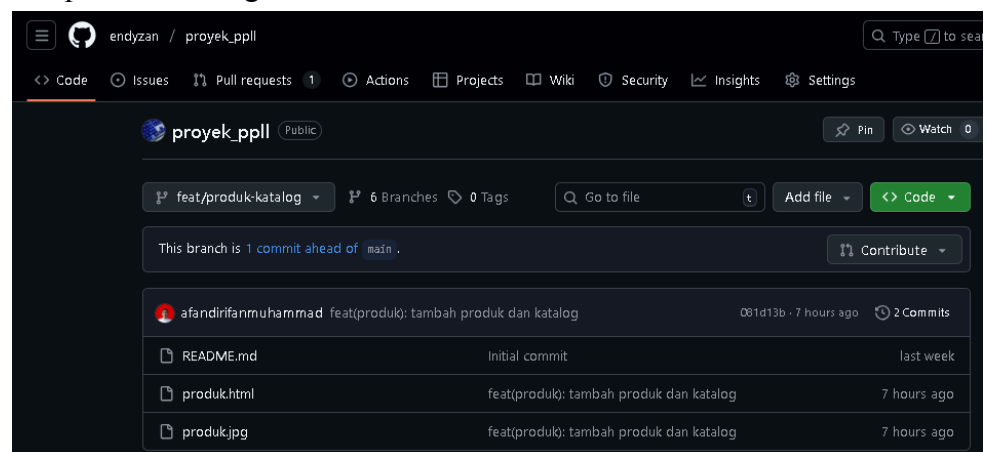 endyzan / proyek_ppll
Type / to sear
Code Issues Pull requests 1 Actions Projects Wiki Security Insights Settings
proyek_ppll Public
Pin Watch 0
feat/produk-katalog 6 Branches 0 Tags Go to file t Add file Code
This branch is 1 commit ahead of main .
Contribute
afandirifanmuhammad feat(produk): tambah produk dan katalog 081d13b · 7 hours ago 2 Commits
README.md Initial commit last week
produk.html feat(produk): tambah produk dan katalog 7 hours ago
produk.jpg feat(produk): tambah produk dan katalog 7 hours ago